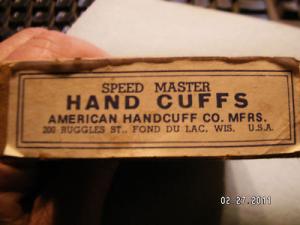 SPEED MASTER
HAND CUFFS
AMERICAN HANDCUFF CO. MFRS.
200 RUGGLES ST., FOND DU LAC, WIS. U.S.A.
02.27.2011